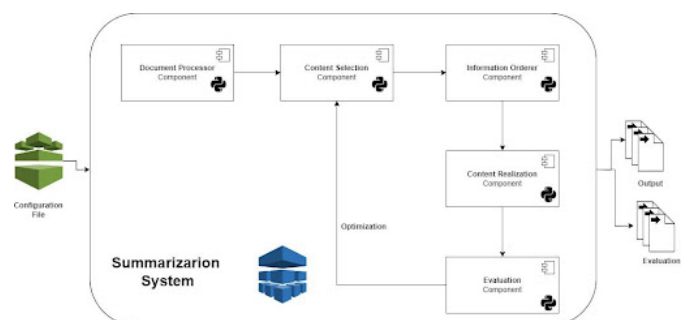 Document Processor
Component
Content Selection
Component
Information Orderer
Component
Content Realization
Component
Configuration
File
Output
Optimization
Evaluation
Summarizarion
System
Evaluation
Component